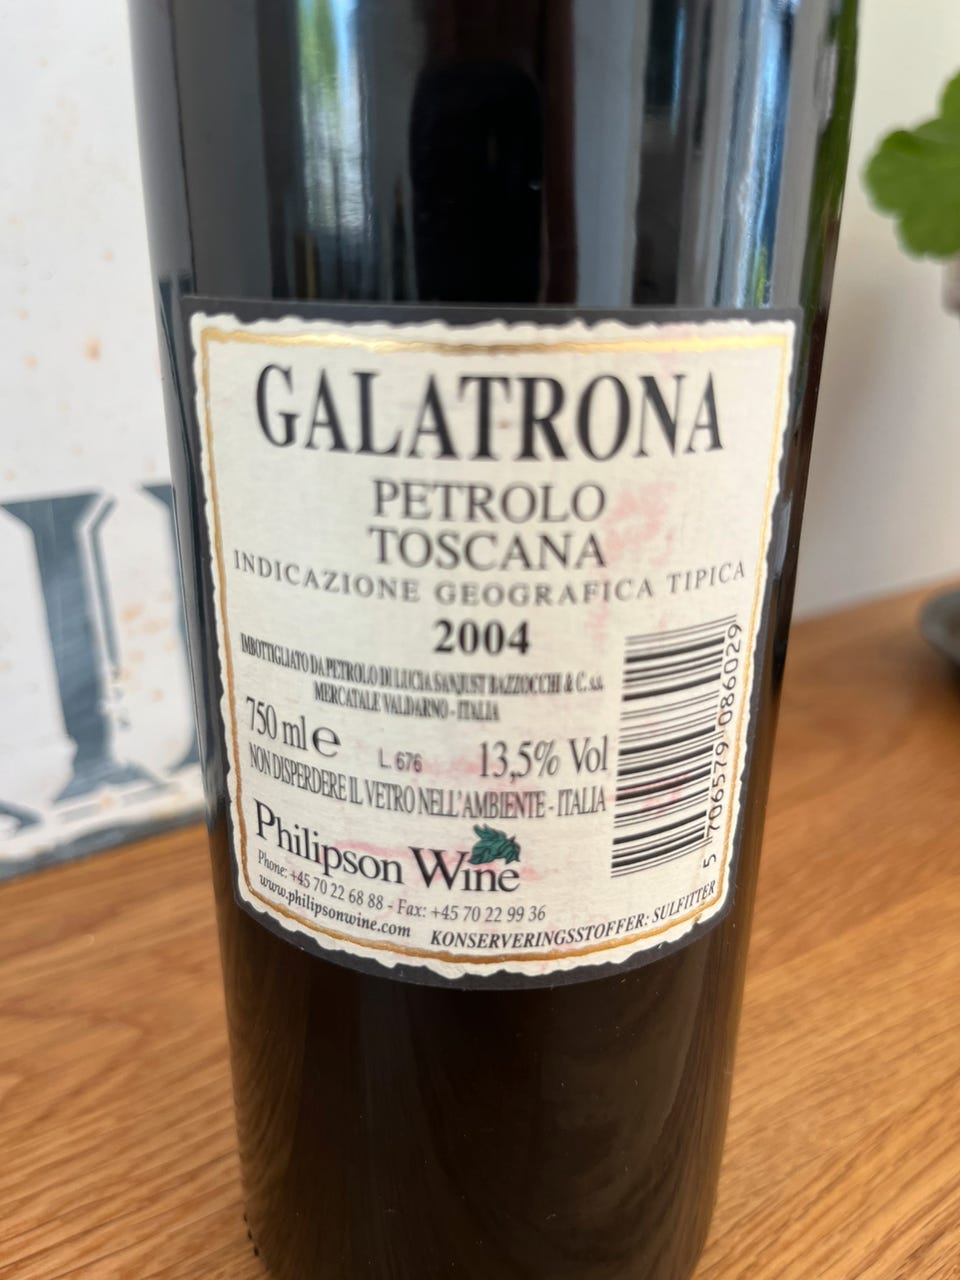 GALATRONA
PETROLO
TOSCANA
INDICAZIONE GEOGRAFICA TIPICA
2004
IMBOTTIGLIATO DA PETROLO DI LUCIA SANJUST BAZZOCCHI & C. s.s.
MERCATALE VALDARNO - ITALIA
750 ml e
L. 676
13,5% Vol
NON DISPERDERE IL VETRO NELL'AMBIENTE - ITALIA
Philipson Wine
Phone: +45 70 22 68 88 - Fax: +45 70 22 99 36
www.philipsonwine.com
KONSERVERINGSSTOFFER: SULFITTER
5 706579 086029